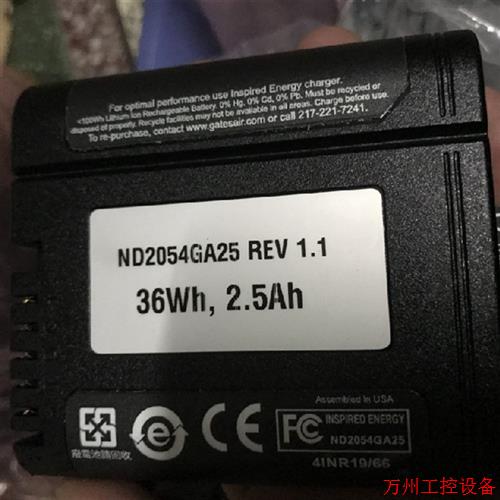 For optimal performance use Inspired Energy charger.
<100Wh Lithium Ion Rechargeable Battery. 0% Hg. 0% Cd, 0% Pb. Must be recycled or
disposed of properly. Recycle facilities may not be available in all areas. Charge before use.
To re-purchase, contact www.gatesair.com or call 217-221-7241.
ND2054GA25 REV 1.1
36Wh, 2.5Ah
Assembled in USA
INSPIRED ENERGY
ND2054GA25
4INR19/66
廢電池請回收
e
CE
FC
万州工控设备